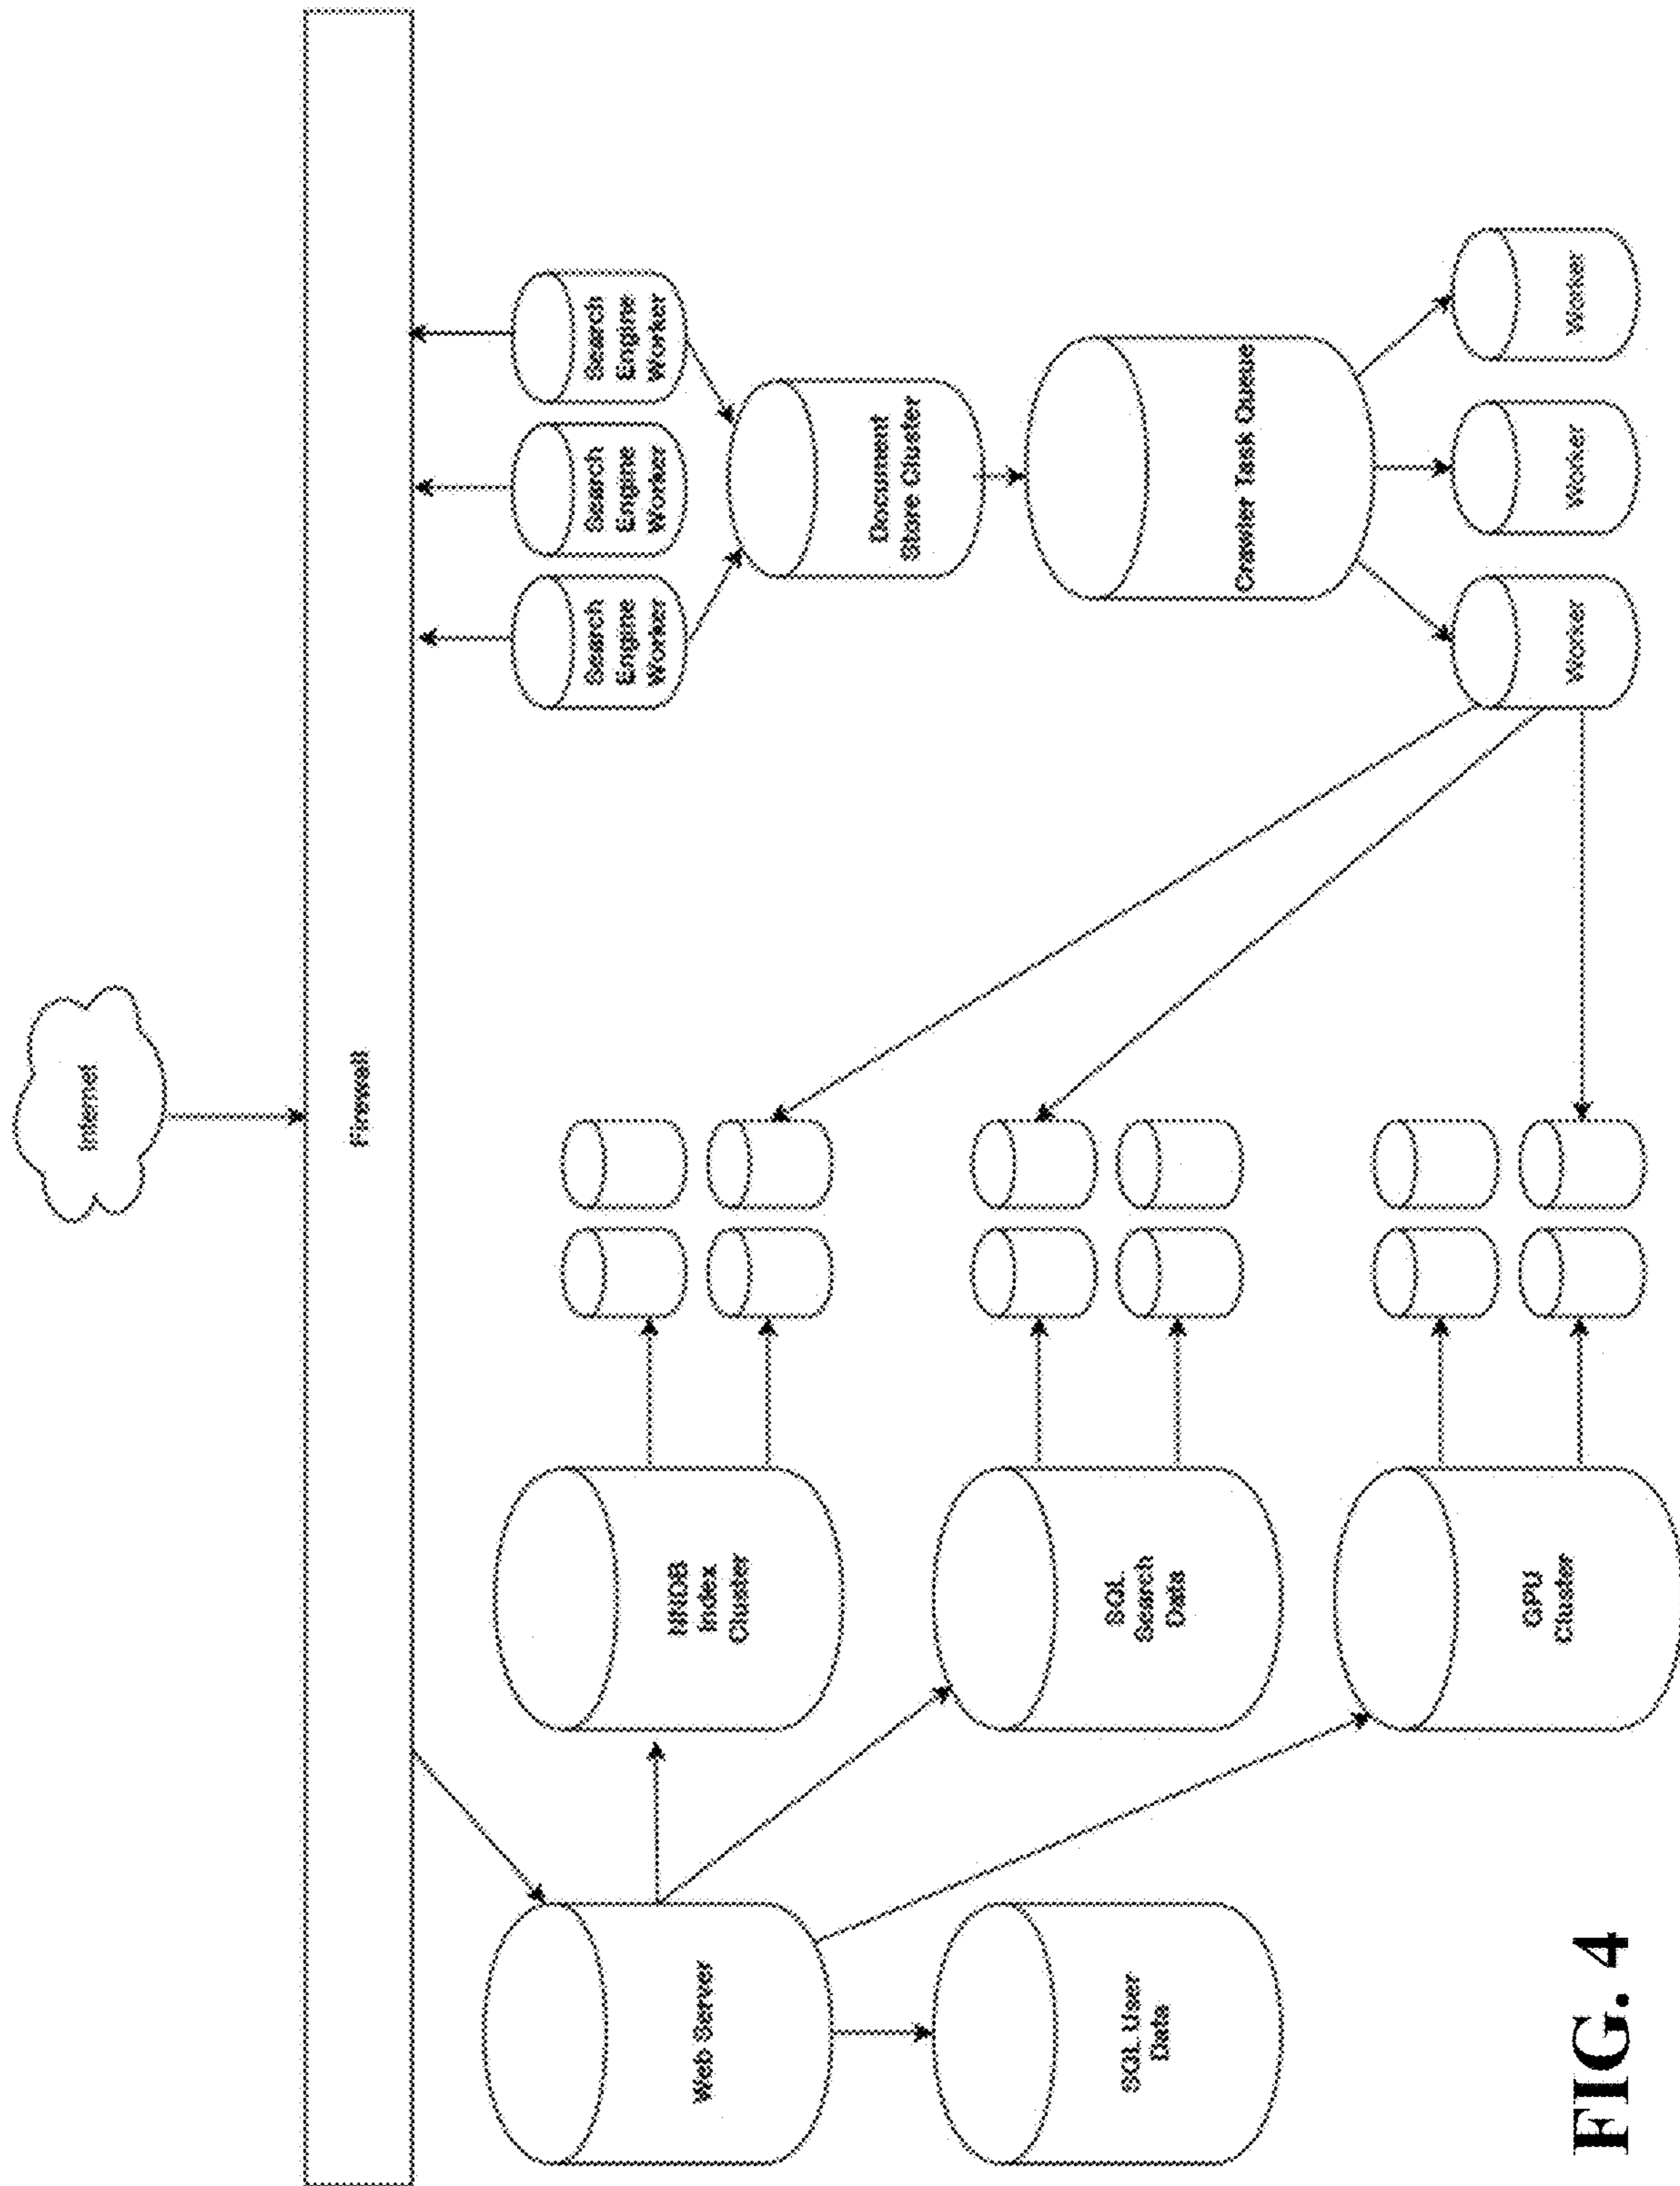 Internet
Firewall
Web Server
Index
Cluster
Search
Engine
Worker
Search
Engine
Worker
Search
Engine
Worker
Document
Store Cluster
SQL User
Data
SQL
Search
Data
Crawler Task Queue
GPU
Cluster
Worker
Worker
Worker
FIG. 4